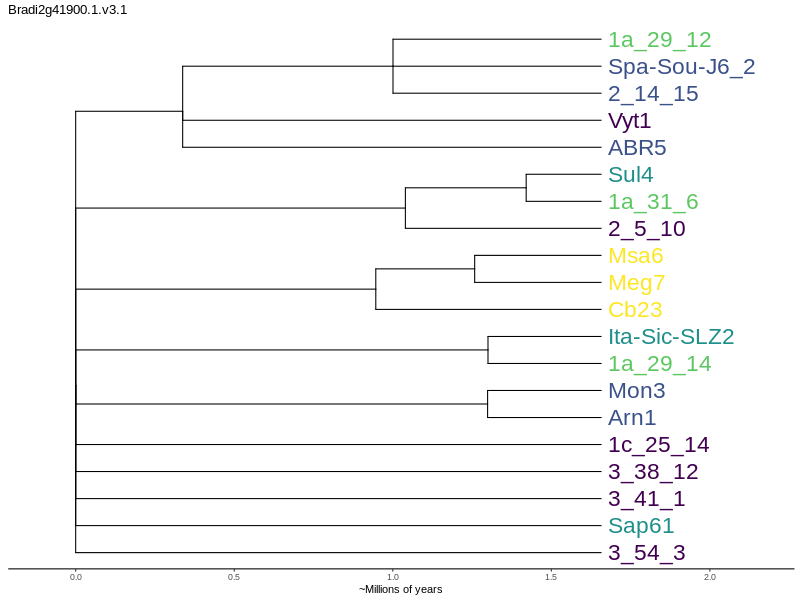 Bradi2g41900.1.v3.1
1a_29_12
Spa-Sou-J6_2
2_14_15
Vyt1
ABR5
Sul4
1a_31_6
2_5_10
Msa6
Meg7
Cb23
Ita-Sic-SLZ2
1a_29_14
Mon3
Arn1
1c_25_14
3_38_12
3_41_1
Sap61
3_54_3
0.0 0.5 1.0 1.5 2.0
~Millions of years